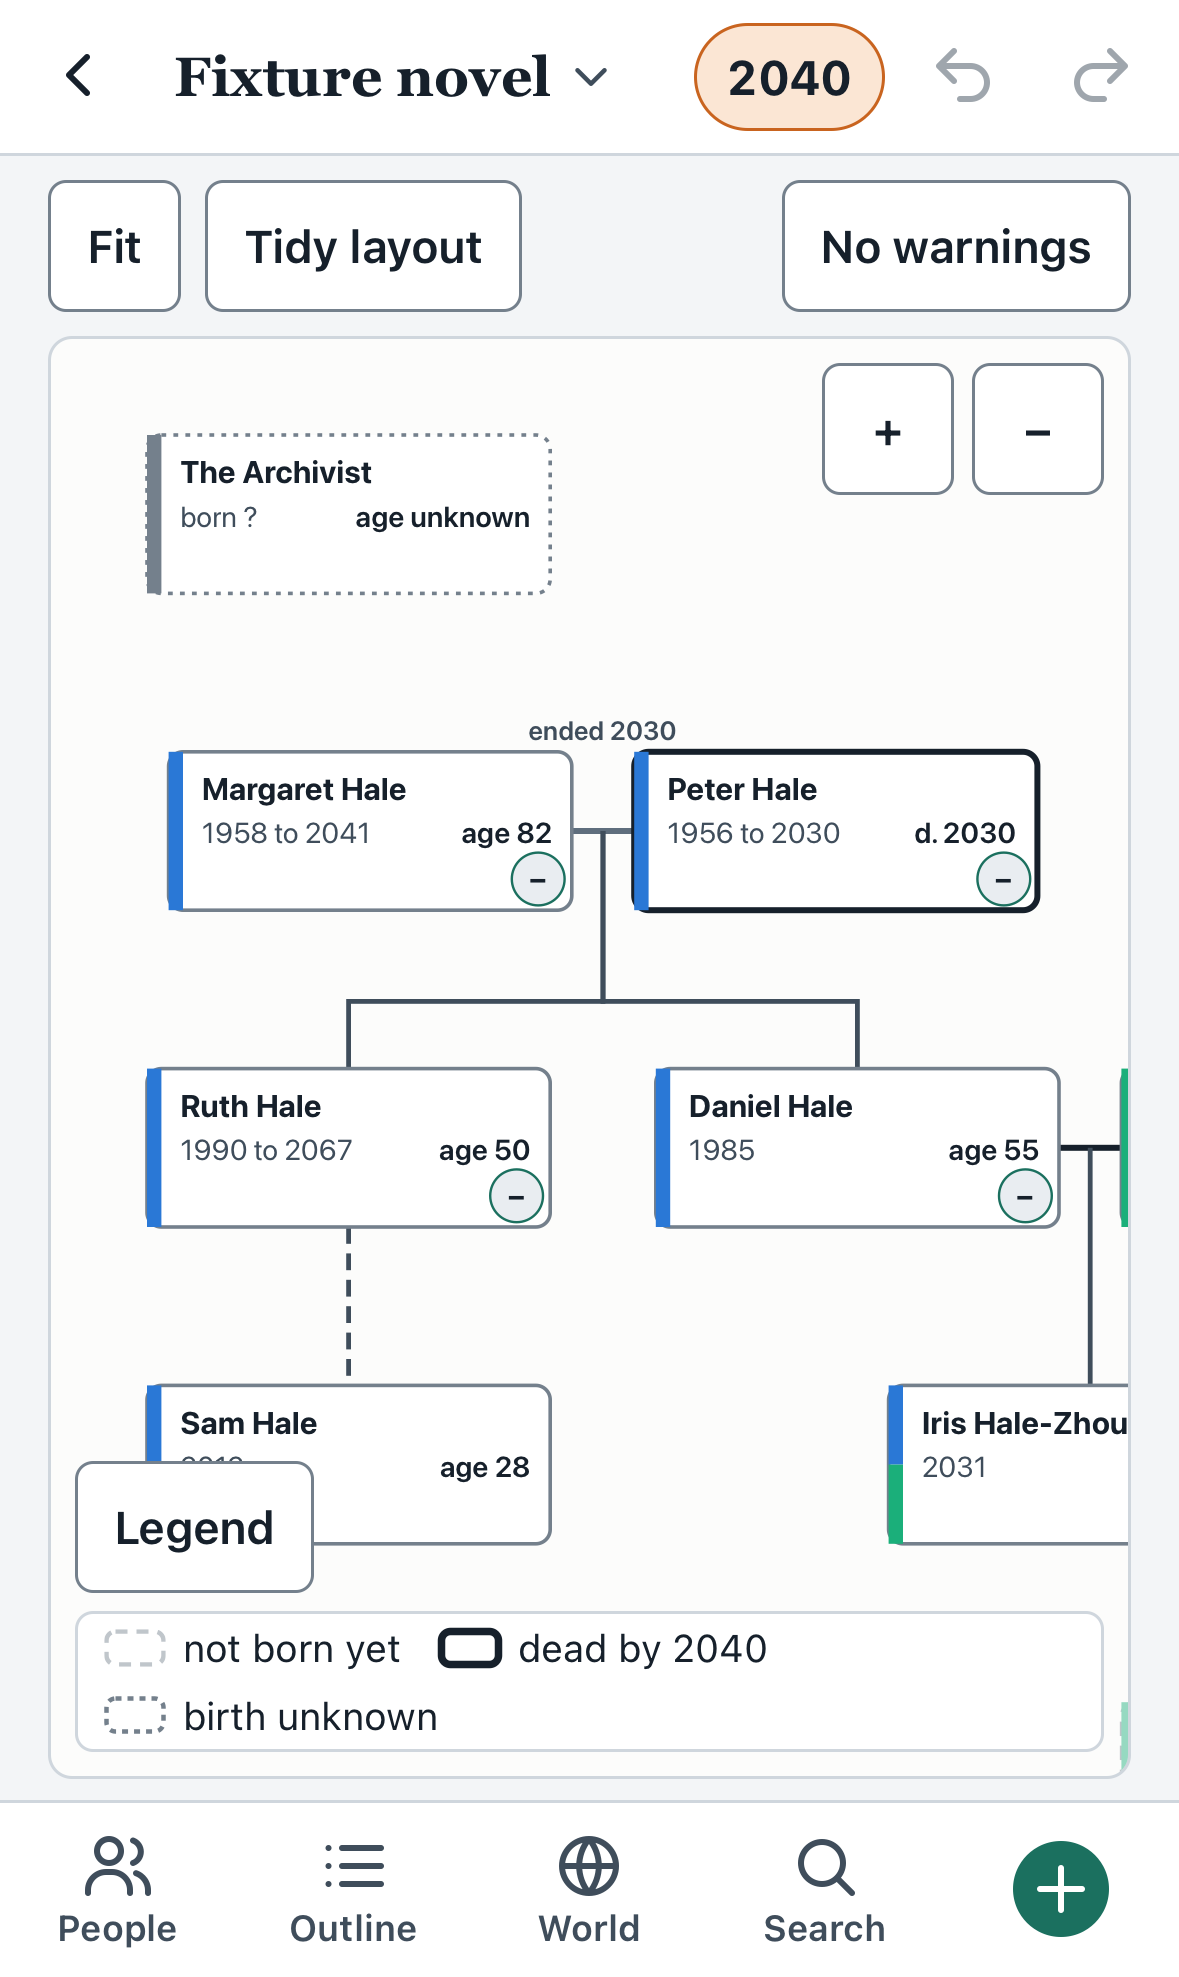 Fixture novel
2040
Fit
Tidy layout
No warnings
+
−
The Archivist
born ?
age unknown
ended 2030
Margaret Hale
1958 to 2041
age 82
−
Peter Hale
1956 to 2030
d. 2030
−
Ruth Hale
1990 to 2067
age 50
−
Daniel Hale
1985
age 55
−
Sam Hale
age 28
Iris Hale-Zhou
2031
Legend
not born yet
dead by 2040
birth unknown
People
Outline
World
Search